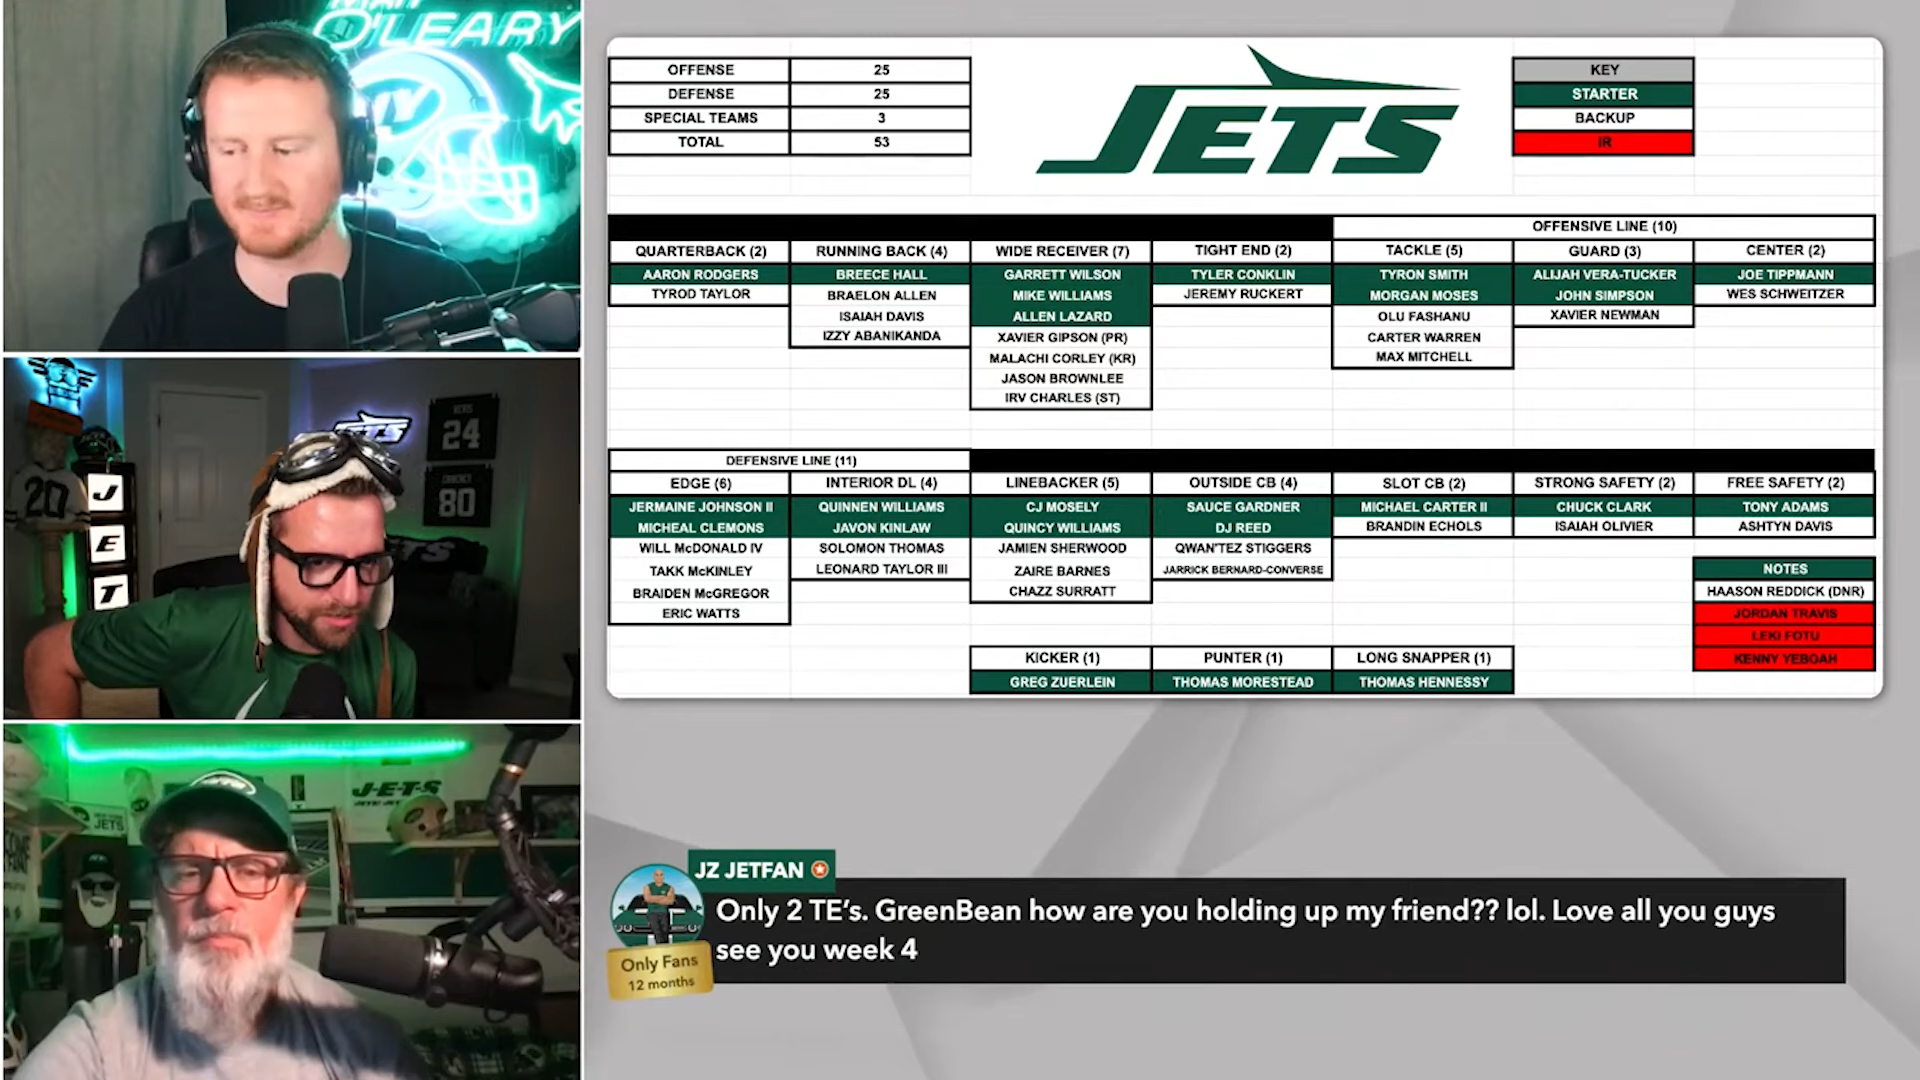 MATT
O'LEARY
NY
JETS
24
80
20
J
E
T
JETS
J-E-T-S
JETS
OFFENSE 25
DEFENSE 25
SPECIAL TEAMS 3
TOTAL 53
JETS
KEY
STARTER
BACKUP
IR
OFFENSIVE LINE (10)
QUARTERBACK (2) RUNNING BACK (4) WIDE RECEIVER (7) TIGHT END (2) TACKLE (5) GUARD (3) CENTER (2)
AARON RODGERS BREECE HALL GARRETT WILSON TYLER CONKLIN TYRON SMITH ALIJAH VERA-TUCKER JOE TIPPMANN
TYROD TAYLOR BRAELON ALLEN MIKE WILLIAMS JEREMY RUCKERT MORGAN MOSES JOHN SIMPSON WES SCHWEITZER
ISAIAH DAVIS ALLEN LAZARD OLU FASHANU XAVIER NEWMAN
IZZY ABANIKANDA XAVIER GIPSON (PR) CARTER WARREN
MALACHI CORLEY (KR) MAX MITCHELL
JASON BROWNLEE
IRV CHARLES (ST)
DEFENSIVE LINE (11)
EDGE (6) INTERIOR DL (4) LINEBACKER (5) OUTSIDE CB (4) SLOT CB (2) STRONG SAFETY (2) FREE SAFETY (2)
JERMAINE JOHNSON II QUINNEN WILLIAMS CJ MOSELY SAUCE GARDNER MICHAEL CARTER II CHUCK CLARK TONY ADAMS
MICHEAL CLEMONS JAVON KINLAW QUINCY WILLIAMS DJ REED BRANDIN ECHOLS ISAIAH OLIVIER ASHTYN DAVIS
WILL McDONALD IV SOLOMON THOMAS JAMIEN SHERWOOD QWAN'TEZ STIGGERS
TAKK McKINLEY LEONARD TAYLOR III ZAIRE BARNES JARRICK BERNARD-CONVERSE NOTES
BRAIDEN McGREGOR CHAZZ SURRATT HAASON REDDICK (DNR)
ERIC WATTS JORDAN TRAVIS
LEKI FOTU
KICKER (1) PUNTER (1) LONG SNAPPER (1) KENNY YEBOAH
GREG ZUERLEIN THOMAS MORESTEAD THOMAS HENNESSY
JZ JETFAN
Only 2 TE's. GreenBean how are you holding up my friend?? lol. Love all you guys
see you week 4
Only Fans
12 months